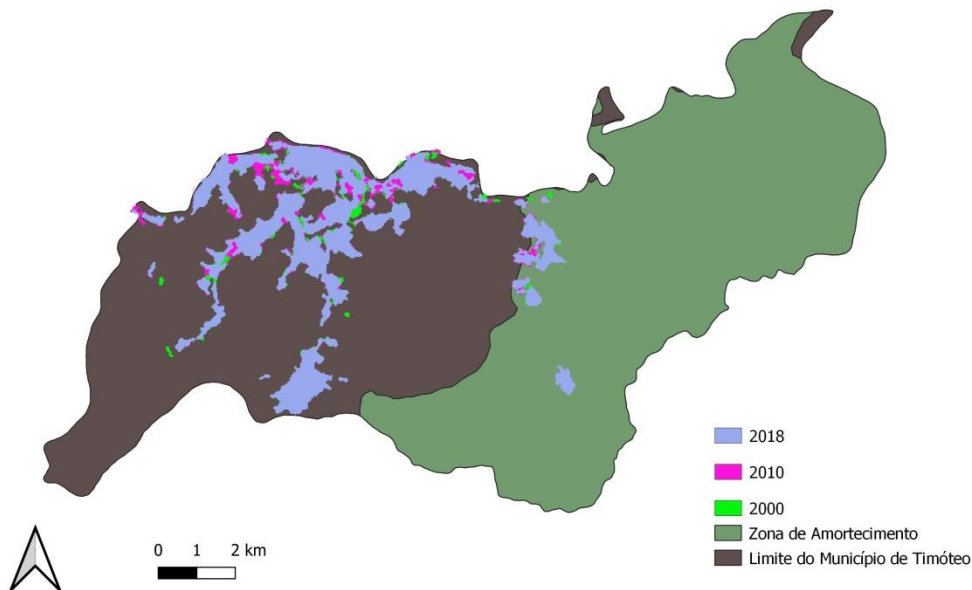 2018
2010
2000
Zona de Amortecimento
Limite do Município de Timóteo
0 1 2 km